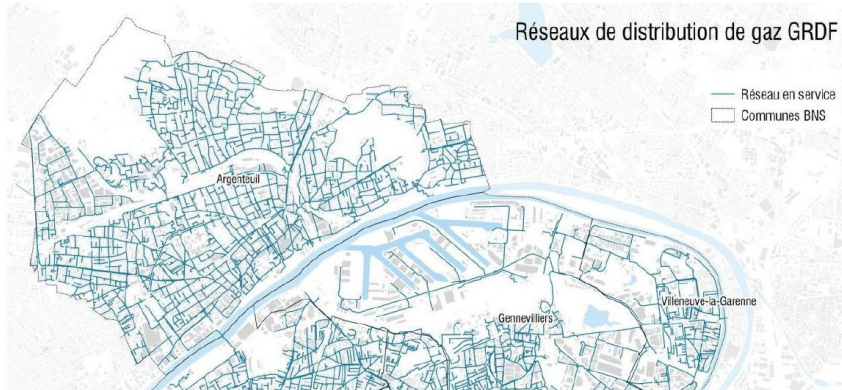 Réseaux de distribution de gaz GRDF
Réseau en service
Communes BNS
Argenteuil
Villeneuve-la-Garenne
Gennevilliers